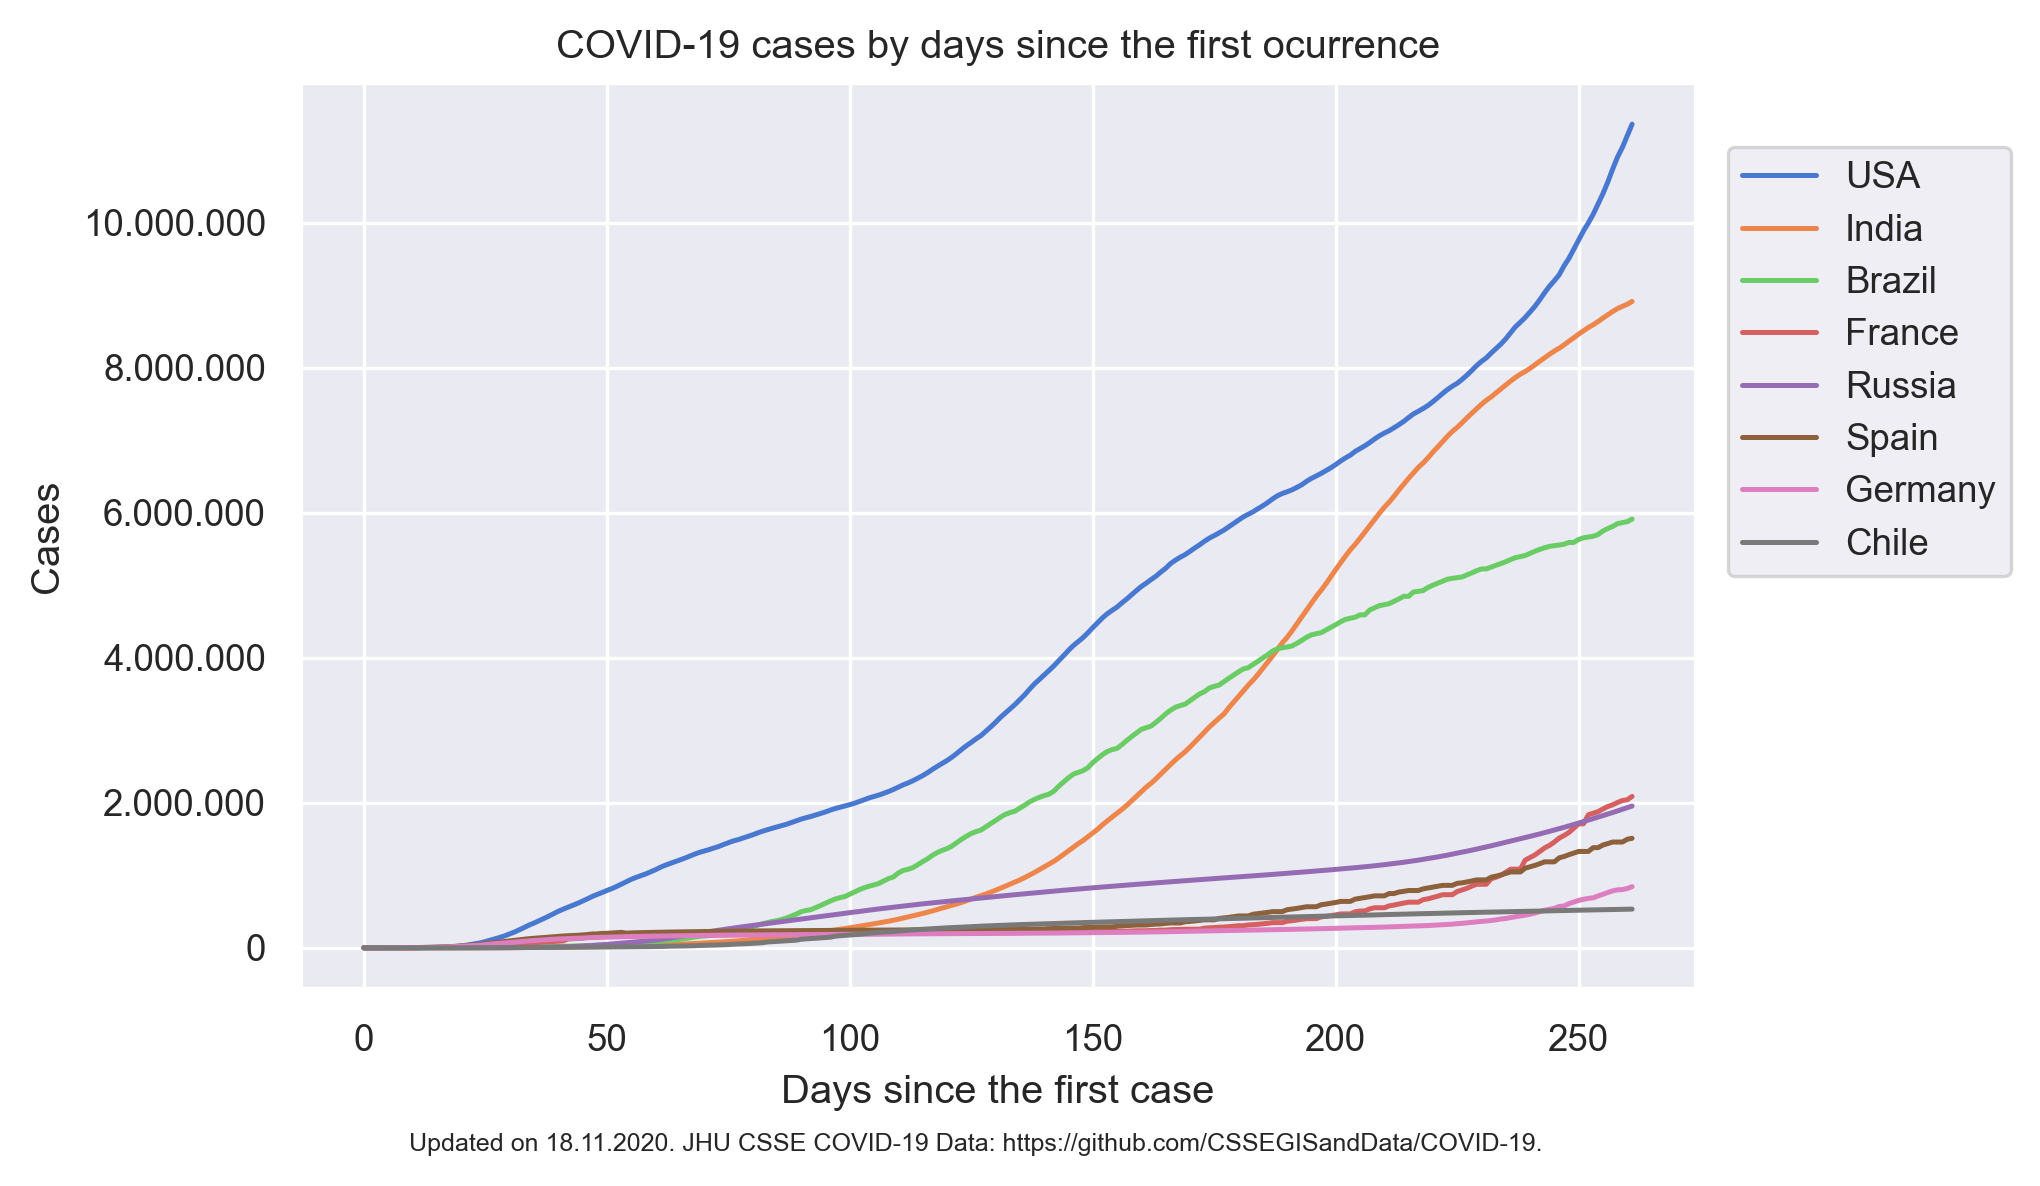 COVID-19 cases by days since the first ocurrence
10.000.000
8.000.000
6.000.000
4.000.000
2.000.000
0
Cases
0 50 100 150 200 250
Days since the first case
USA
India
Brazil
France
Russia
Spain
Germany
Chile
Updated on 18.11.2020. JHU CSSE COVID-19 Data: https://github.com/CSSEGISandData/COVID-19.